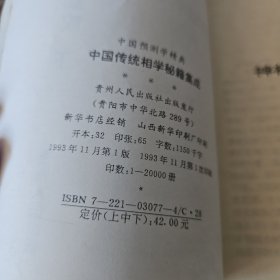 中国预测学精典
中国传统相学秘籍集成
* * *
贵州人民出版社出版发行
(贵阳市中华北路289号)
新华书店经销 山西新华印刷厂印刷
开本:32 印张:65 字数:1150千字
1993年11月第1版 1993年11月第1次印刷
印数:1—20000册
*
ISBN 7—221—03077—4/C·28
定价(上中下):42.00元